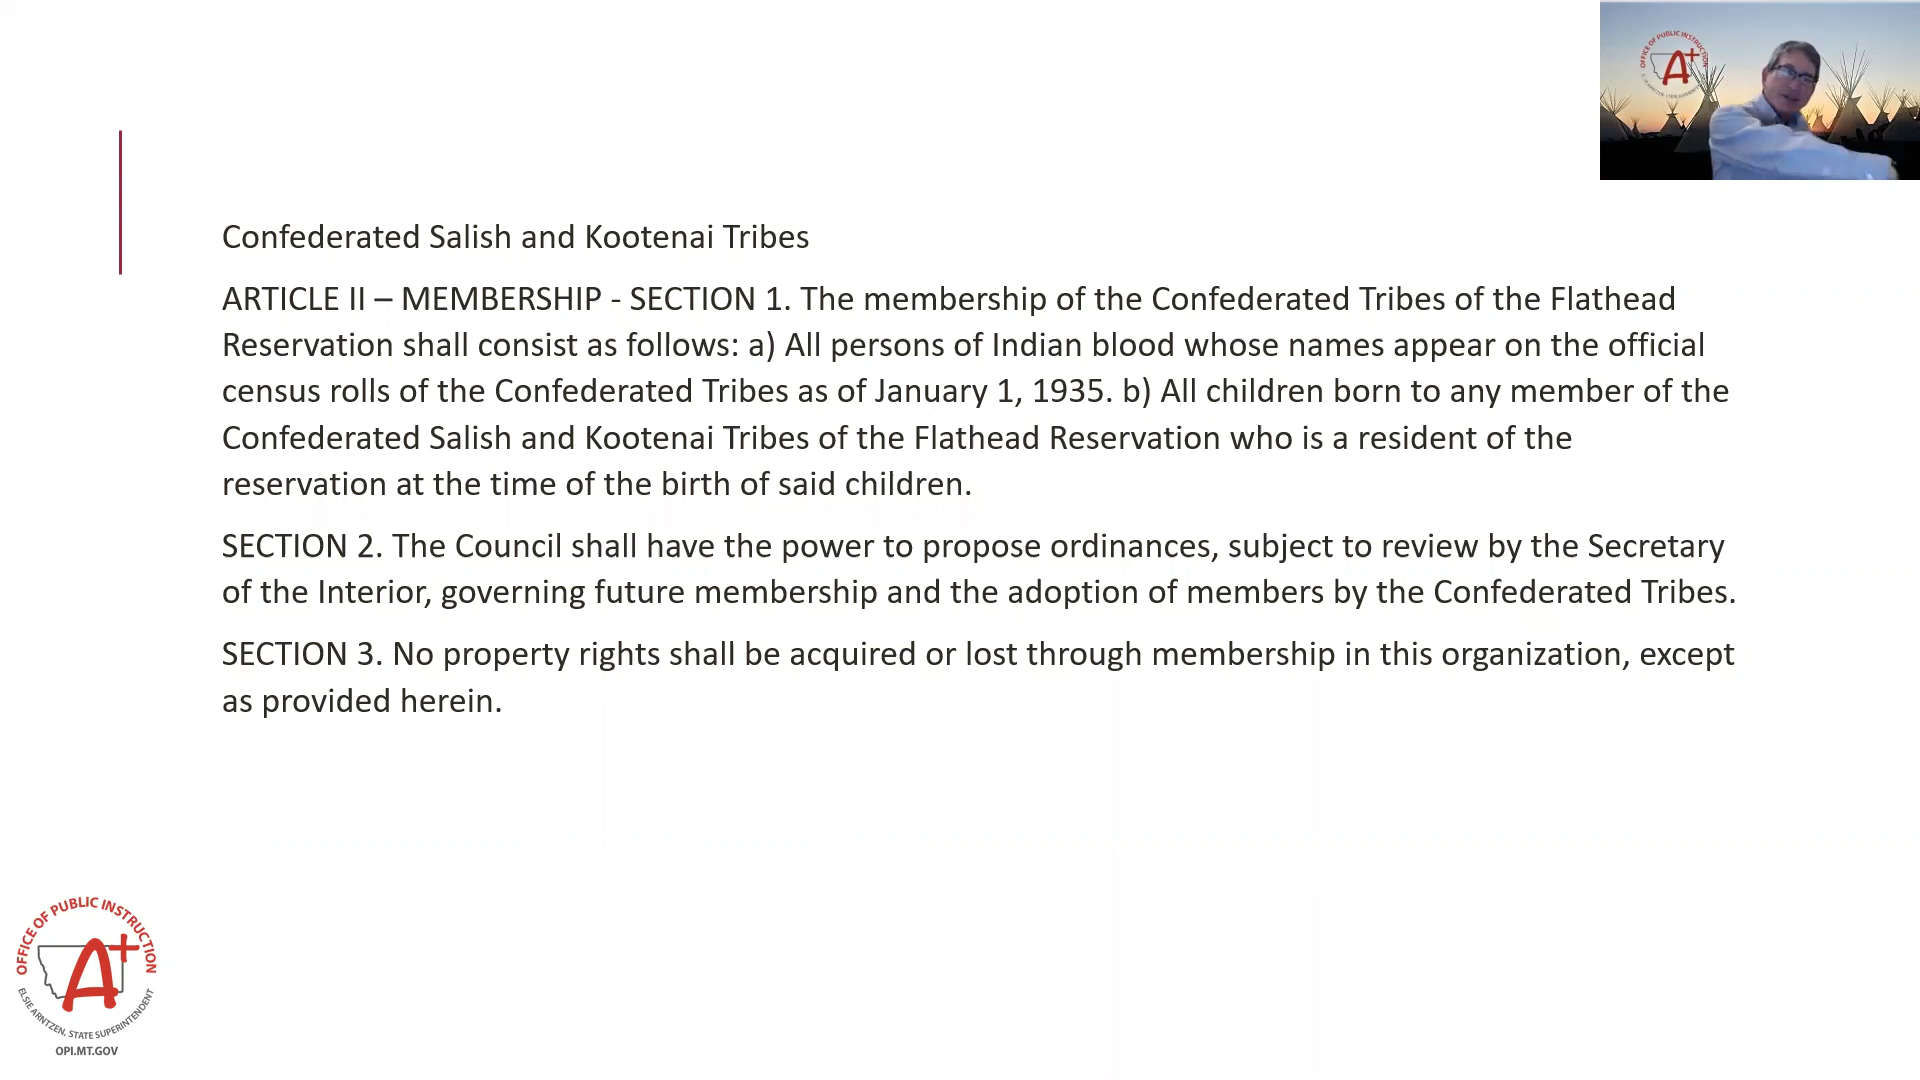 Confederated Salish and Kootenai Tribes
ARTICLE II – MEMBERSHIP - SECTION 1. The membership of the Confederated Tribes of the Flathead
Reservation shall consist as follows: a) All persons of Indian blood whose names appear on the official
census rolls of the Confederated Tribes as of January 1, 1935. b) All children born to any member of the
Confederated Salish and Kootenai Tribes of the Flathead Reservation who is a resident of the
reservation at the time of the birth of said children.
SECTION 2. The Council shall have the power to propose ordinances, subject to review by the Secretary
of the Interior, governing future membership and the adoption of members by the Confederated Tribes.
SECTION 3. No property rights shall be acquired or lost through membership in this organization, except
as provided herein.
OFFICE OF PUBLIC INSTRUCTION
A+
OFFICE OF PUBLIC INSTRUCTION
A+
ELSIE ARNTZEN, STATE SUPERINTENDENT
OPI.MT.GOV